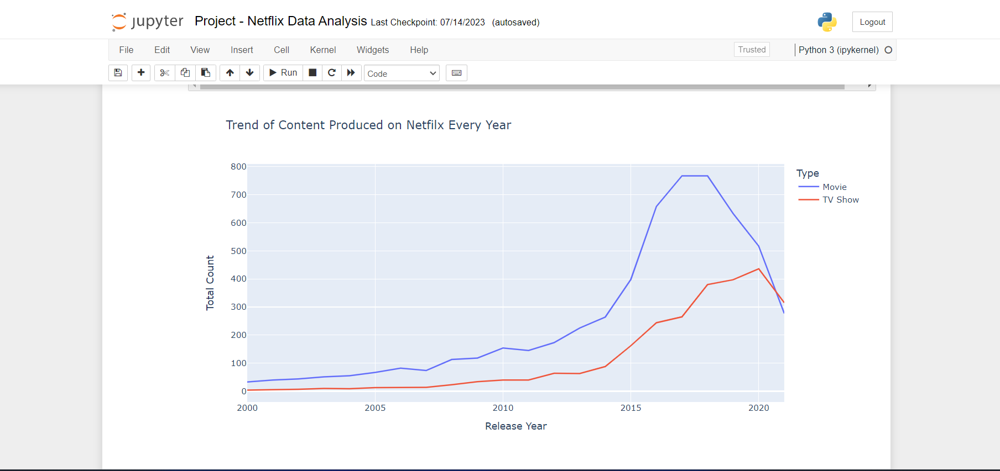 jupyter Project - Netflix Data Analysis Last Checkpoint: 07/14/2023 (autosaved) Logout
File Edit View Insert Cell Kernel Widgets Help Trusted Python 3 (ipykernel)
Run Code
Trend of Content Produced on Netfilx Every Year
800
700
600
500
400
300
200
100
0
Total Count
2000 2005 2010 2015 2020
Release Year
Type
Movie
TV Show